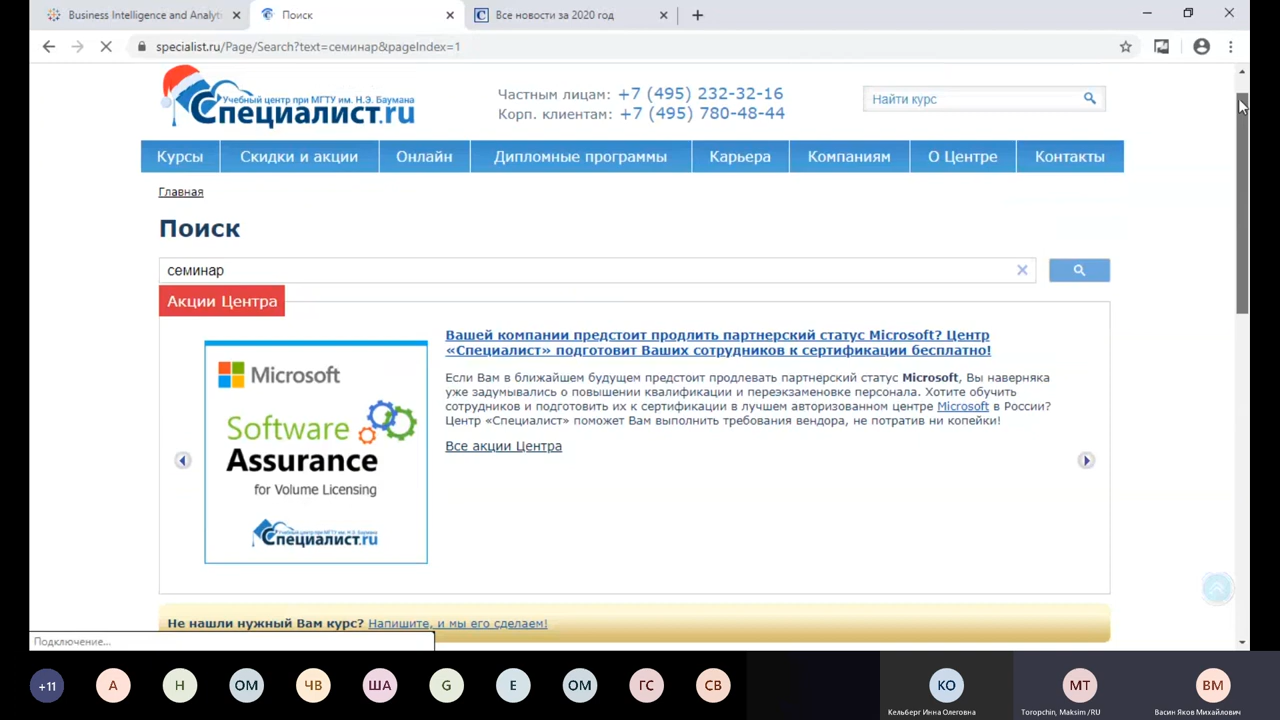 Business Intelligence and Analyt
Поиск
Все новости за 2020 год
specialist.ru/Page/Search?text=семинар&pageIndex=1
Учебный центр при МГТУ им. Н.Э. Баумана
Специалист.ru
Частным лицам: +7 (495) 232-32-16
Корп. клиентам: +7 (495) 780-48-44
Найти курс
Курсы
Скидки и акции
Онлайн
Дипломные программы
Карьера
Компаниям
О Центре
Контакты
Главная
Поиск
семинар
Акции Центра
Microsoft
Software
Assurance
for Volume Licensing
Учебный центр при МГТУ им. Н.Э. Баумана
Специалист.ru
Вашей компании предстоит продлить партнерский статус Microsoft? Центр
«Специалист» подготовит Ваших сотрудников к сертификации бесплатно!
Если Вам в ближайшем будущем предстоит продлевать партнерский статус Microsoft, Вы наверняка
уже задумывались о повышении квалификации и переэкзаменовке персонала. Хотите обучить
сотрудников и подготовить их к сертификации в лучшем авторизованном центре Microsoft в России?
Центр «Специалист» поможет Вам выполнить требования вендора, не потратив ни копейки!
Все акции Центра
Не нашли нужный Вам курс? Напишите, и мы его сделаем!
Подключение...
+11
А
Н
ОМ
ЧВ
ША
G
Е
ОМ
ГС
СВ
КО
Кельберг Инна Олеговна
MT
Toropchin, Maksim /RU
ВМ
Васин Яков Михайлович